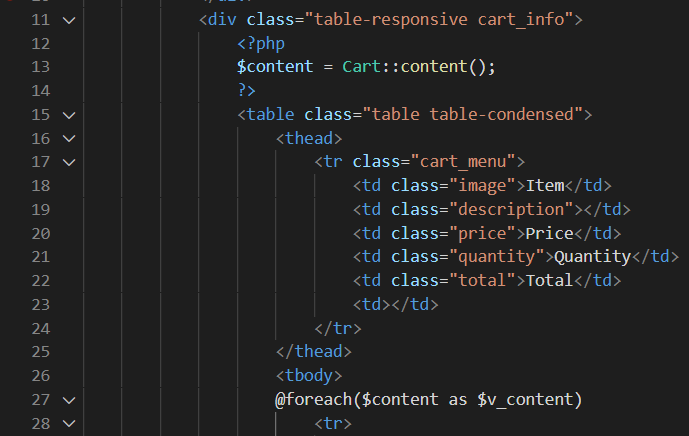 11 <div class="table-responsive cart_info">
12 <?php
13 $content = Cart::content();
14 ?>
15 <table class="table table-condensed">
16 <thead>
17 <tr class="cart_menu">
18 <td class="image">Item</td>
19 <td class="description"></td>
20 <td class="price">Price</td>
21 <td class="quantity">Quantity</td>
22 <td class="total">Total</td>
23 <td></td>
24 </tr>
25 </thead>
26 <tbody>
27 @foreach($content as $v_content)
28 <tr>